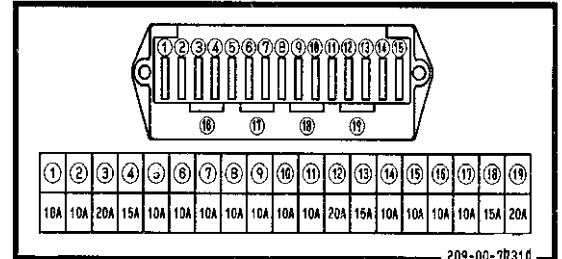 ① ② ③ ④ ⑤ ⑥ ⑦ ⑧ ⑨ ⑩ ⑪ ⑫ ⑬ ⑭ ⑮
⑯ ⑰ ⑱ ⑲
① ② ③ ④ ⑤ ⑥ ⑦ ⑧ ⑨ ⑩ ⑪ ⑫ ⑬ ⑭ ⑮ ⑯ ⑰ ⑱ ⑲
10A 10A 20A 15A 10A 10A 10A 10A 10A 10A 10A 20A 15A 10A 10A 10A 10A 15A 20A